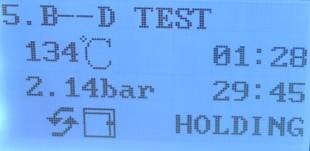 5.B--D TEST
134℃ 01:28
2.14bar 29:45
HOLDING